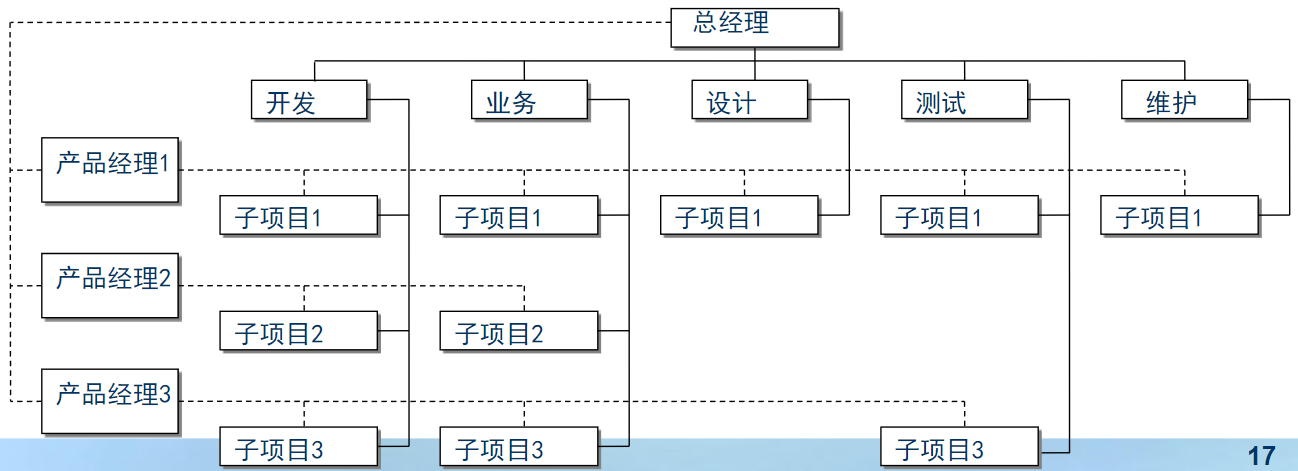 总经理
开发
业务
设计
测试
维护
产品经理1
子项目1
子项目1
子项目1
子项目1
子项目1
产品经理2
子项目2
子项目2
产品经理3
子项目3
子项目3
子项目3
17